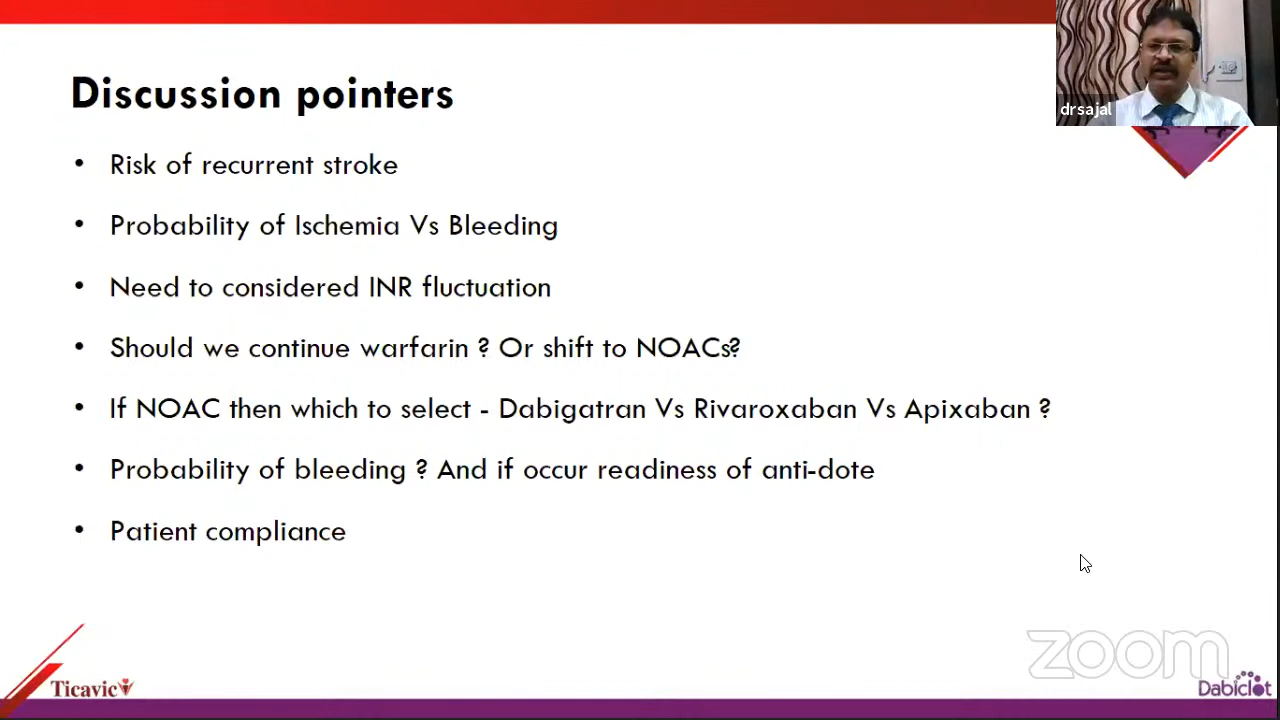 Discussion pointers
drsajal
• Risk of recurrent stroke
• Probability of Ischemia Vs Bleeding
• Need to considered INR fluctuation
• Should we continue warfarin ? Or shift to NOACs?
• If NOAC then which to select - Dabigatran Vs Rivaroxaban Vs Apixaban ?
• Probability of bleeding ? And if occur readiness of anti-dote
• Patient compliance
zoom
Ticavic
Dabiclot